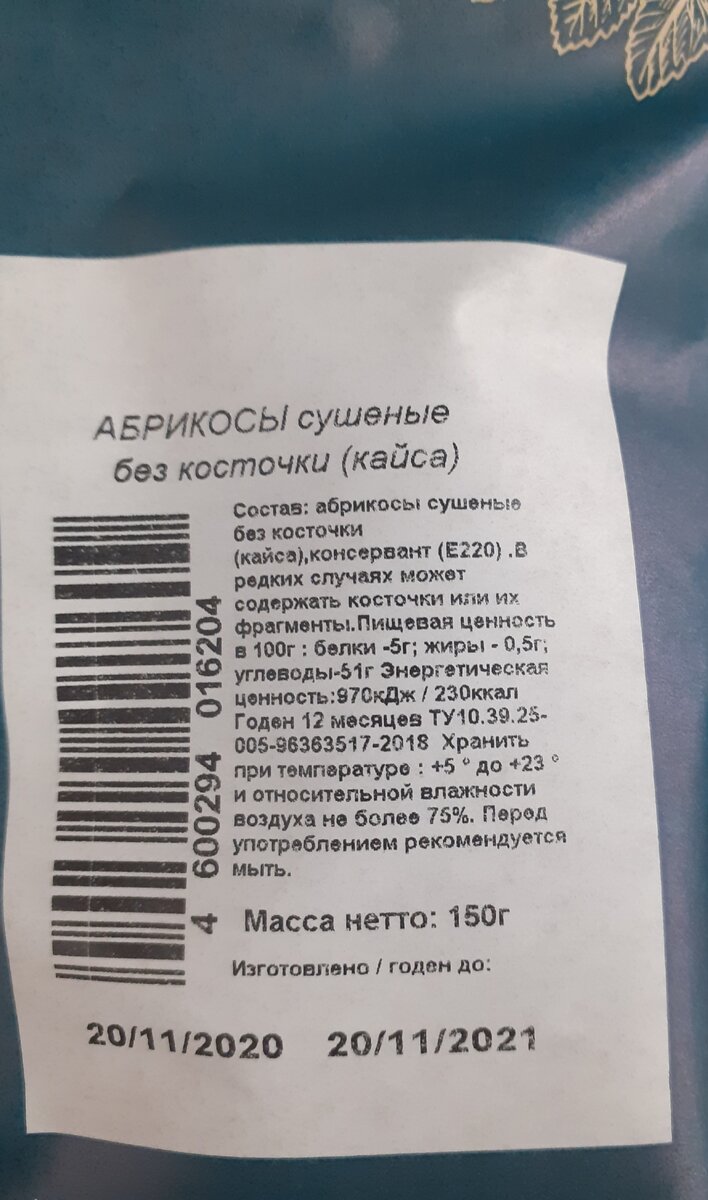 АБРИКОСЫ сушеные
без косточки (кайса)
Состав: абрикосы сушеные
без косточки
(кайса),консервант (Е220) .В
редких случаях может
содержать косточки или их
фрагменты.Пищевая ценность
в 100г : белки -5г; жиры - 0,5г;
углеводы-51г Энергетическая
ценность:970кДж / 230ккал
Годен 12 месяцев ТУ10.39.25-
005-96363517-2018 Хранить
при температуре : +5 ° до +23 °
и относительной влажности
воздуха не более 75%. Перед
употреблением рекомендуется
мыть.
4 600294 016204
Масса нетто: 150г
Изготовлено / годен до:
20/11/2020 20/11/2021